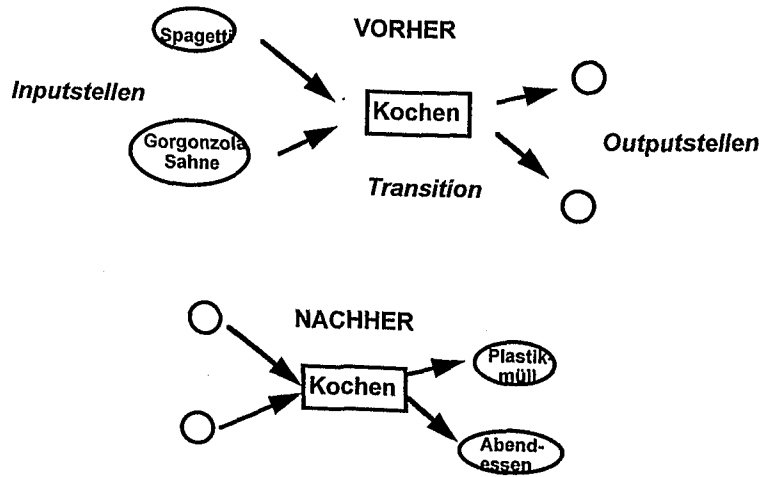 VORHER
Spagetti
Inputstellen
Kochen
Gorgonzola
Sahne
Outputstellen
Transition
NACHHER
Plastik-
müll
Kochen
Abend-
essen